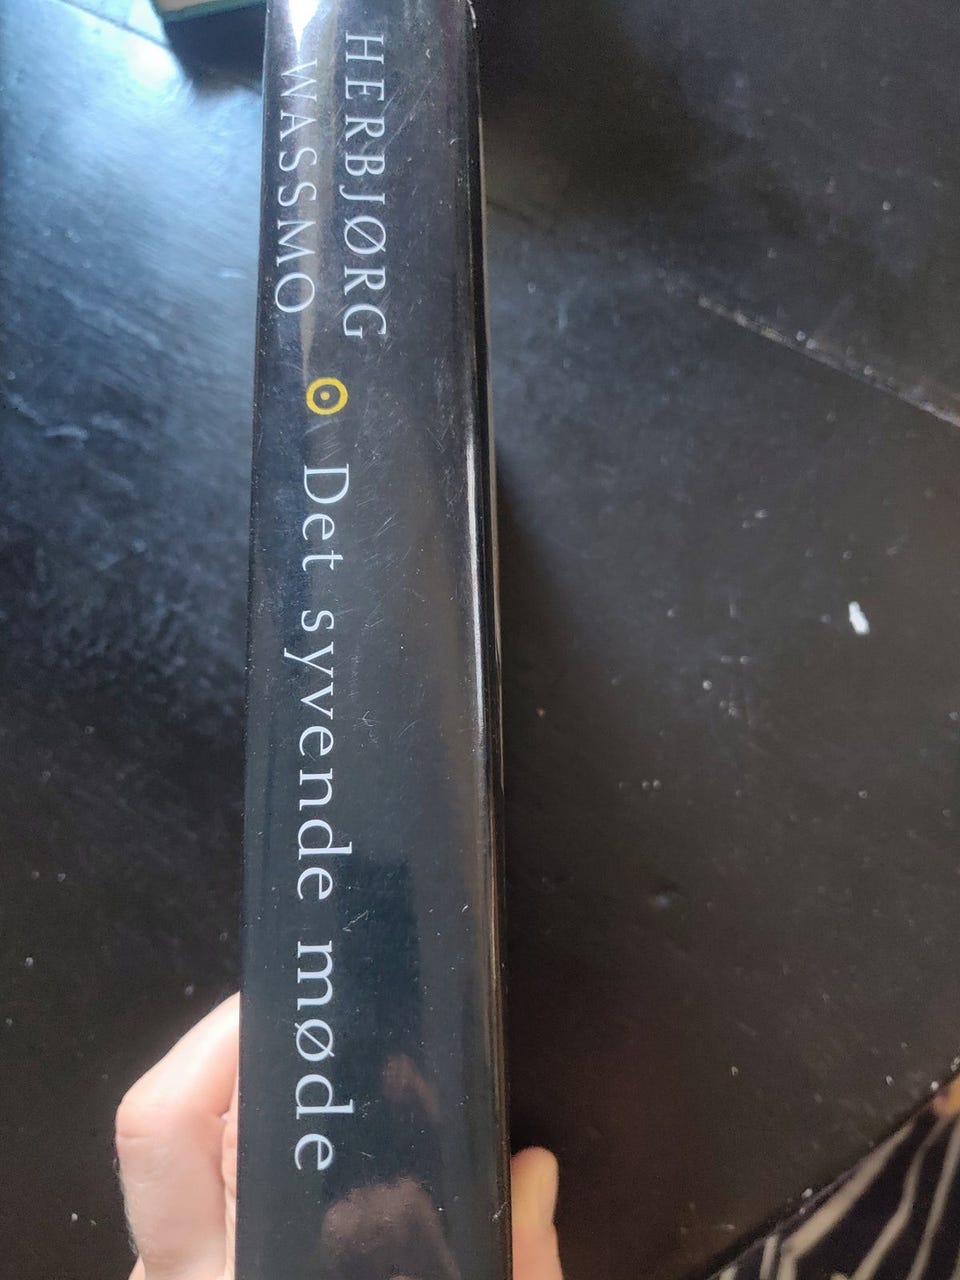 HERBJØRG
WASSMO
Det syvende møde